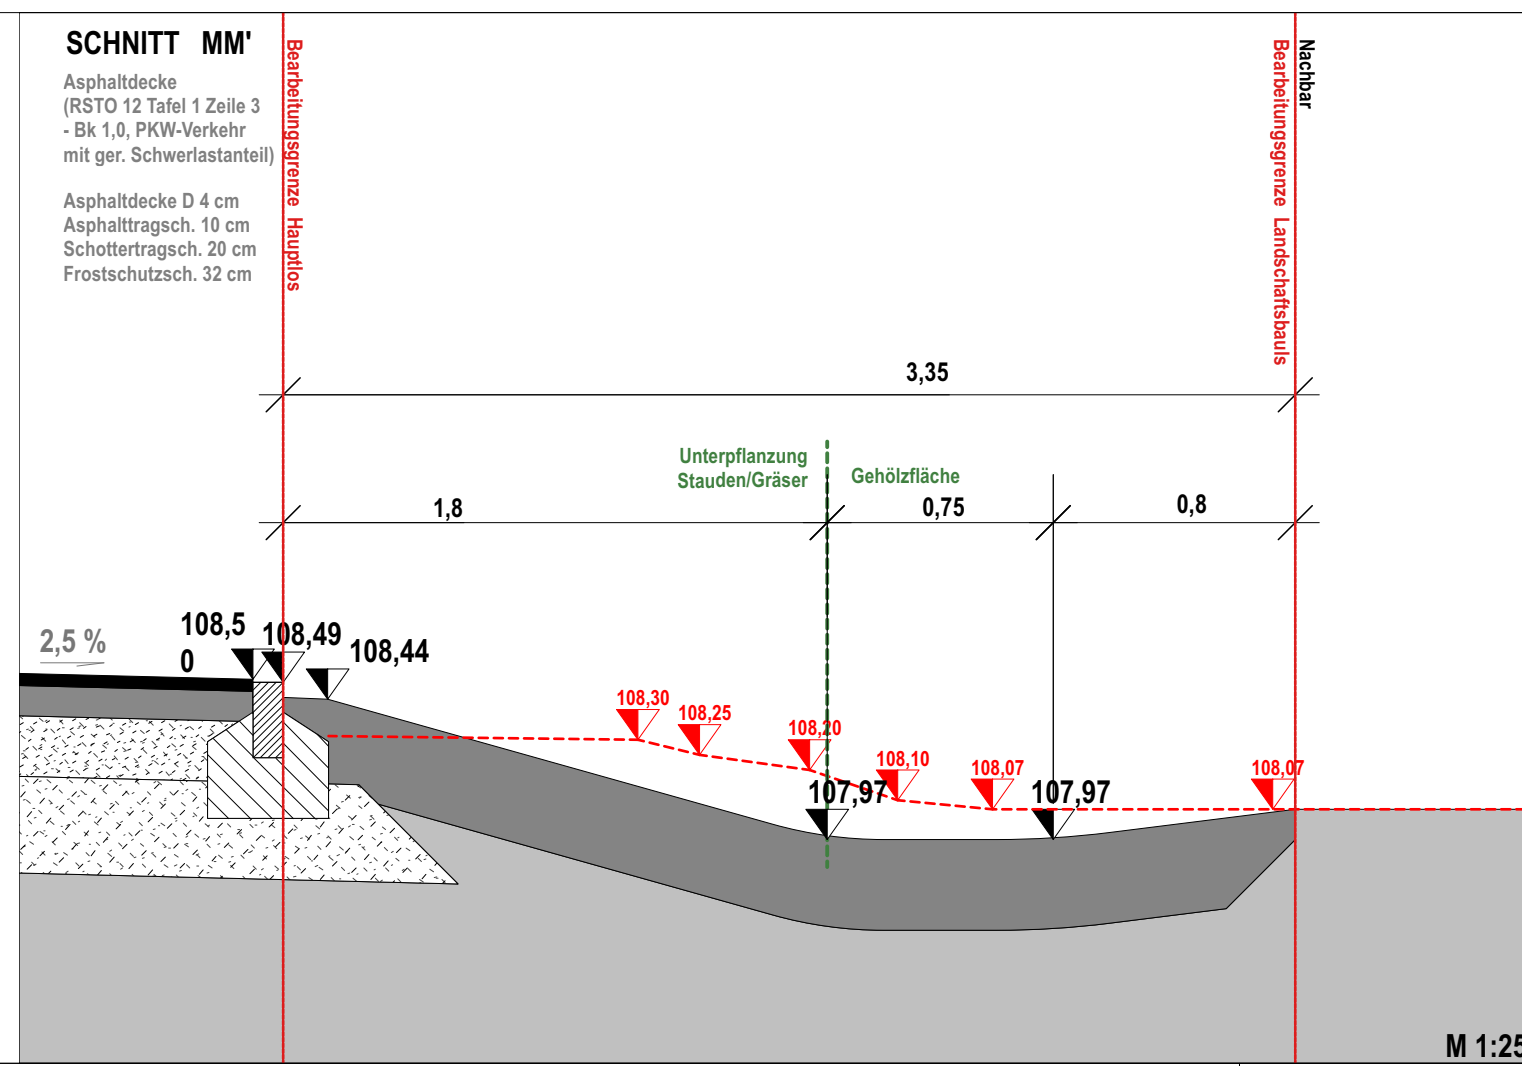 SCHNITT MM'
Asphaltdecke
(RSTO 12 Tafel 1 Zeile 3
- Bk 1,0, PKW-Verkehr
mit ger. Schwerlastanteil)
Asphaltdecke D 4 cm
Asphalttragsch. 10 cm
Schottertragsch. 20 cm
Frostschutzsch. 32 cm
Bearbeitungsgrenze Hauptlos
Bearbeitungsgrenze Landschaftsbauls
Nachbar
3,35
Unterpflanzung
Stauden/Gräser
Gehölzfläche
1,8
0,75
0,8
2,5 %
108,5
0
108,49
108,44
108,30
108,25
108,20
108,10
108,07
108,07
107,97
107,97
M 1:25